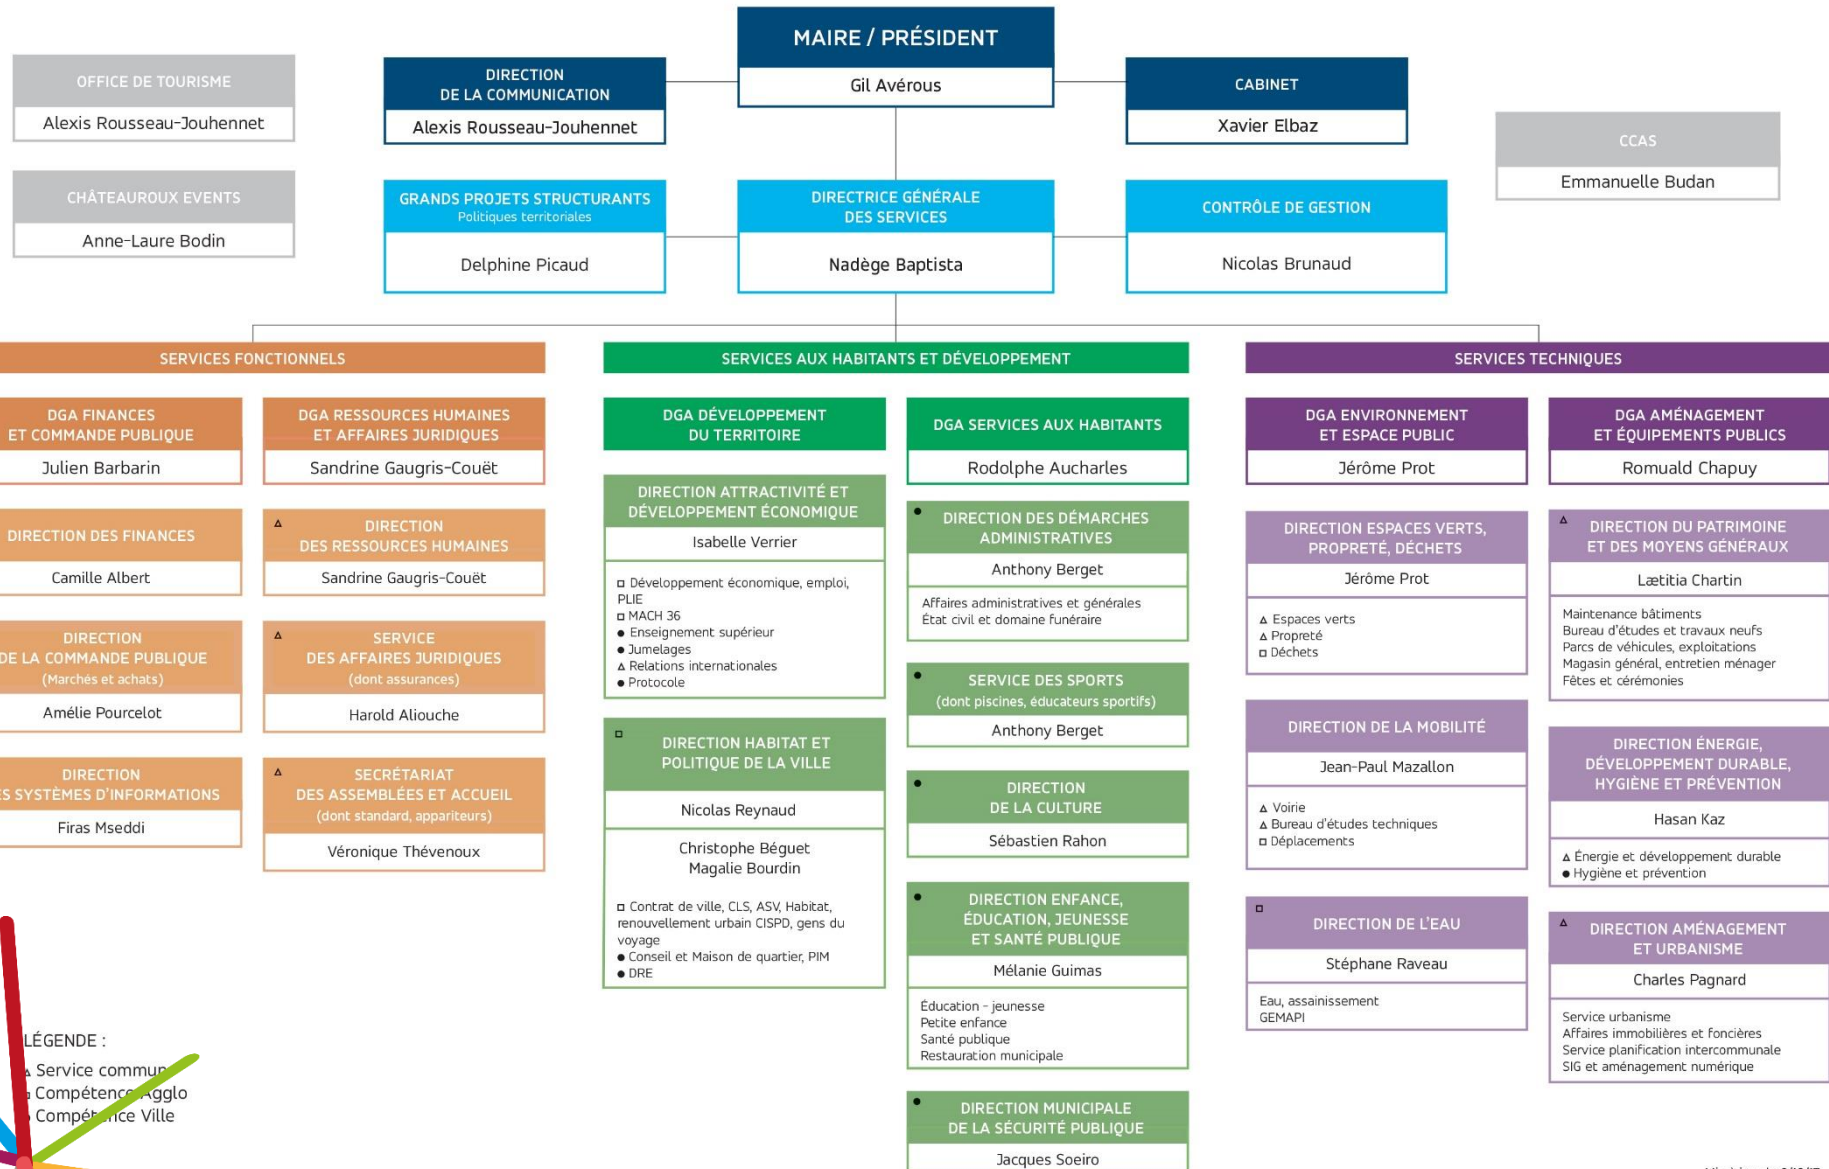 MAIRE / PRÉSIDENT
Gil Avérous
OFFICE DE TOURISME
Alexis Rousseau-Jouhennet
DIRECTION
DE LA COMMUNICATION
Alexis Rousseau-Jouhennet
CABINET
Xavier Elbaz
CCAS
Emmanuelle Budan
CHÂTEAUROUX EVENTS
Anne-Laure Bodin
GRANDS PROJETS STRUCTURANTS
Politiques territoriales
Delphine Picaud
DIRECTRICE GÉNÉRALE
DES SERVICES
Nadège Baptista
CONTRÔLE DE GESTION
Nicolas Brunaud
SERVICES FONCTIONNELS
DGA FINANCES
ET COMMANDE PUBLIQUE
Julien Barbarin
DIRECTION DES FINANCES
Camille Albert
DIRECTION
DE LA COMMANDE PUBLIQUE
(Marchés et achats)
Amélie Pourcelot
DIRECTION
SYSTÈMES D'INFORMATIONS
Firas Mseddi
DGA RESSOURCES HUMAINES
ET AFFAIRES JURIDIQUES
Sandrine Gaugris-Couët
△ DIRECTION
DES RESSOURCES HUMAINES
Sandrine Gaugris-Couët
△ SERVICE
DES AFFAIRES JURIDIQUES
(dont assurances)
Harold Aliouche
△ SECRÉTARIAT
DES ASSEMBLÉES ET ACCUEIL
(dont standard, appariteurs)
Véronique Thévenoux
SERVICES AUX HABITANTS ET DÉVELOPPEMENT
DGA DÉVELOPPEMENT
DU TERRITOIRE
DIRECTION ATTRACTIVITÉ ET
DÉVELOPPEMENT ÉCONOMIQUE
Isabelle Verrier
□ Développement économique, emploi,
PLIE
□ MACH 36
● Enseignement supérieur
● Jumelages
△ Relations internationales
● Protocole
□ DIRECTION HABITAT ET
POLITIQUE DE LA VILLE
Nicolas Reynaud
Christophe Béguet
Magalie Bourdin
□ Contrat de ville, CLS, ASV, Habitat,
renouvellement urbain CISPD, gens du
voyage
● Conseil et Maison de quartier, PIM
● DRE
DGA SERVICES AUX HABITANTS
Rodolphe Aucharles
● DIRECTION DES DÉMARCHES
ADMINISTRATIVES
Anthony Berget
Affaires administratives et générales
État civil et domaine funéraire
● SERVICE DES SPORTS
(dont piscines, éducateurs sportifs)
Anthony Berget
● DIRECTION
DE LA CULTURE
Sébastien Rahon
● DIRECTION ENFANCE,
ÉDUCATION, JEUNESSE
ET SANTÉ PUBLIQUE
Mélanie Guimas
Éducation - jeunesse
Petite enfance
Santé publique
Restauration municipale
● DIRECTION MUNICIPALE
DE LA SÉCURITÉ PUBLIQUE
Jacques Soeiro
SERVICES TECHNIQUES
DGA ENVIRONNEMENT
ET ESPACE PUBLIC
Jérôme Prot
DIRECTION ESPACES VERTS,
PROPRETÉ, DÉCHETS
Jérôme Prot
△ Espaces verts
△ Propreté
□ Déchets
DIRECTION DE LA MOBILITÉ
Jean-Paul Mazallon
△ Voirie
△ Bureau d'études techniques
□ Déplacements
□ DIRECTION DE L'EAU
Stéphane Raveau
Eau, assainissement
GEMAPI
DGA AMÉNAGEMENT
ET ÉQUIPEMENTS PUBLICS
Romuald Chapuy
△ DIRECTION DU PATRIMOINE
ET DES MOYENS GÉNÉRAUX
Lætitia Chartin
Maintenance bâtiments
Bureau d'études et travaux neufs
Parcs de véhicules, exploitations
Magasin général, entretien ménager
Fêtes et cérémonies
DIRECTION ÉNERGIE,
DÉVELOPPEMENT DURABLE,
HYGIÈNE ET PRÉVENTION
Hasan Kaz
△ Énergie et développement durable
● Hygiène et prévention
△ DIRECTION AMÉNAGEMENT
ET URBANISME
Charles Pagnard
Service urbanisme
Affaires immobilières et foncières
Service planification intercommunale
SIG et aménagement numérique
LÉGENDE :
△ Service commun
□ Compétence Agglo
Compétence Ville